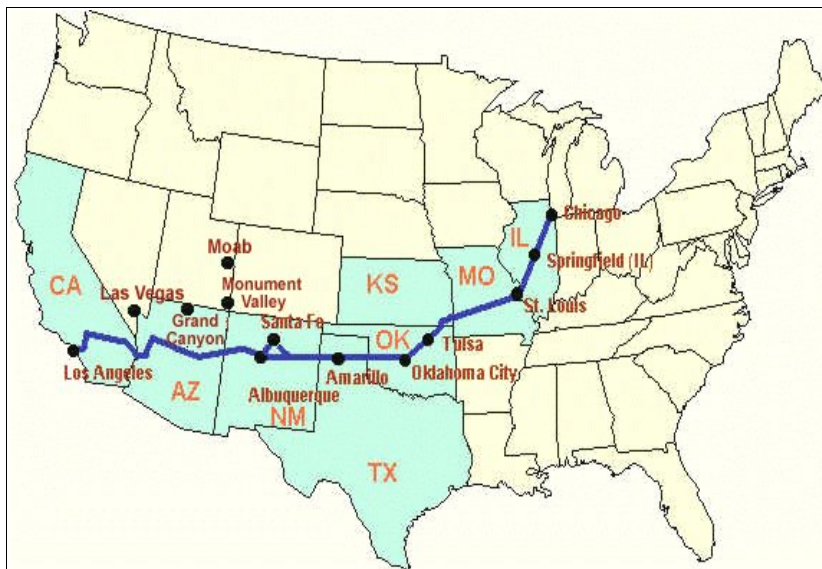 Chicago
IL
Springfield (IL)
Moab
MO
CA
KS
Monument
Valley
Las Vegas
St. Louis
Grand
Canyon
Santa Fe
OK
Tulsa
Los Angeles
Amarillo
Oklahoma City
AZ
Albuquerque
NM
TX